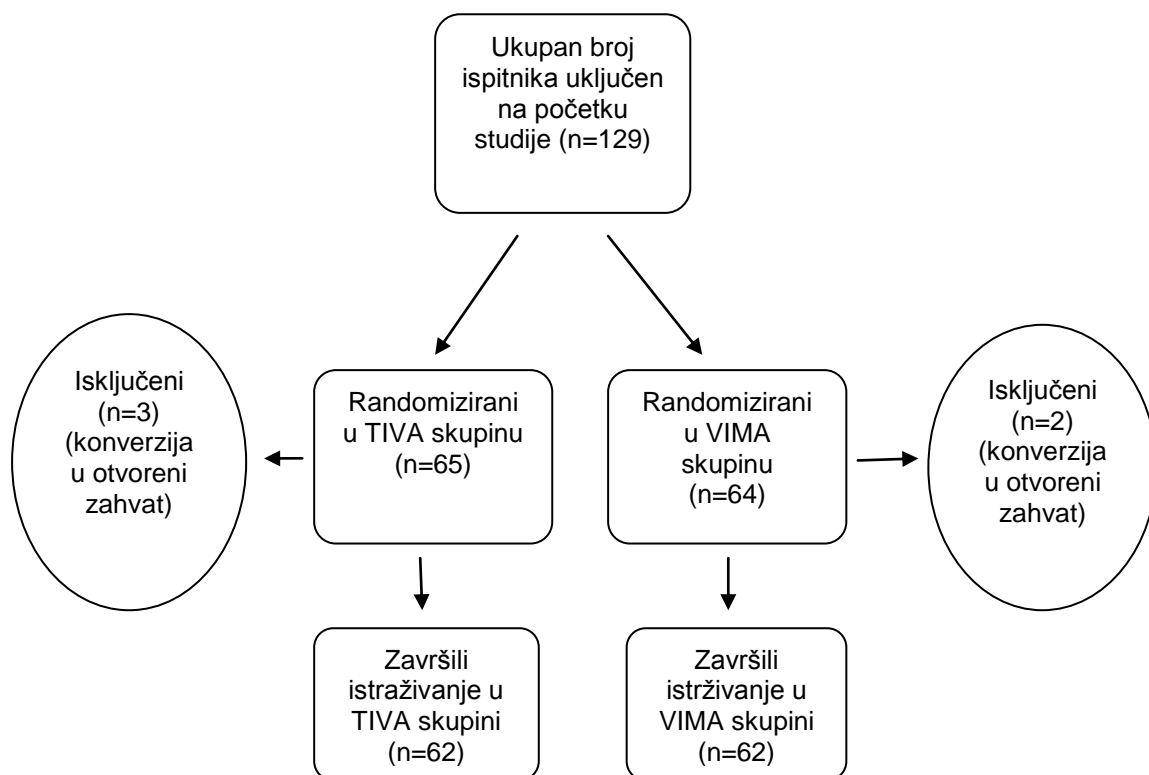 Ukupan broj
ispitnika uključen
na početku
studije (n=129)
Isključeni
(n=3)
(konverzija
u otvoreni
zahvat)
Randomizirani
u TIVA skupinu
(n=65)
Randomizirani
u VIMA
skupinu
(n=64)
Isključeni
(n=2)
(konverzija
u otvoreni
zahvat)
Završili
istraživanje u
TIVA skupini
(n=62)
Završili
istrživanje u
VIMA skupini
(n=62)